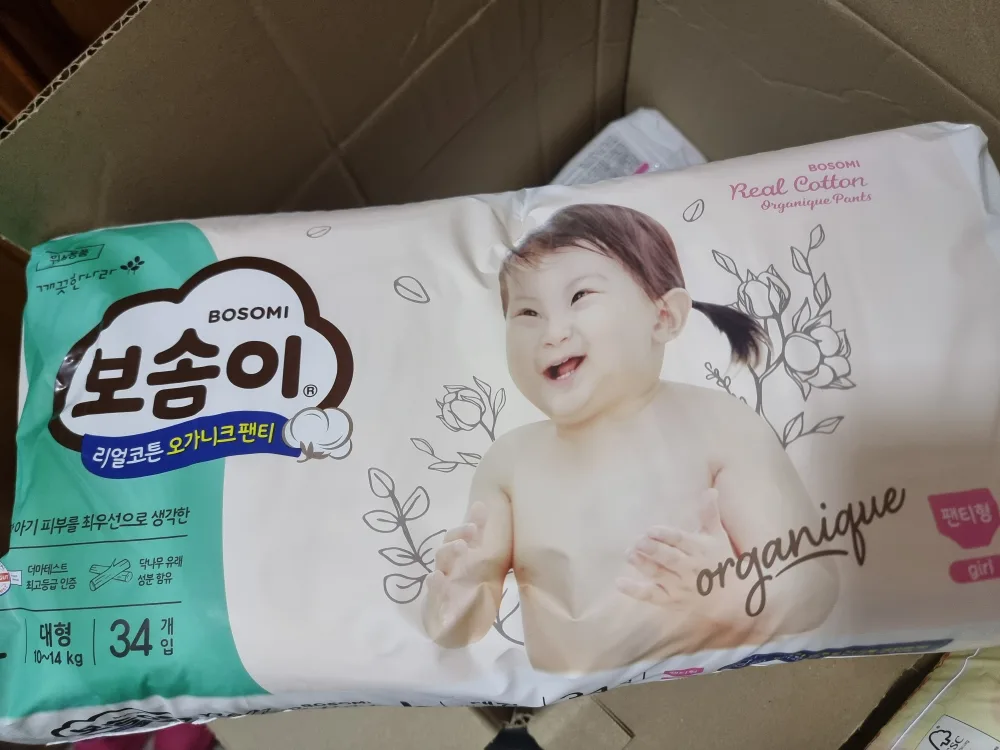 깨끗한나라
BOSOMI
보솜이®
리얼코튼 오가니크팬티
아기 피부를 최우선으로 생각한
더마테스트
최고등급 인증
닥나무 유래
성분 함유
대형
10~14 kg
34 개
입
BOSOMI
Real Cotton
Organique Pants
organique
팬티형
girl
BOSOMI